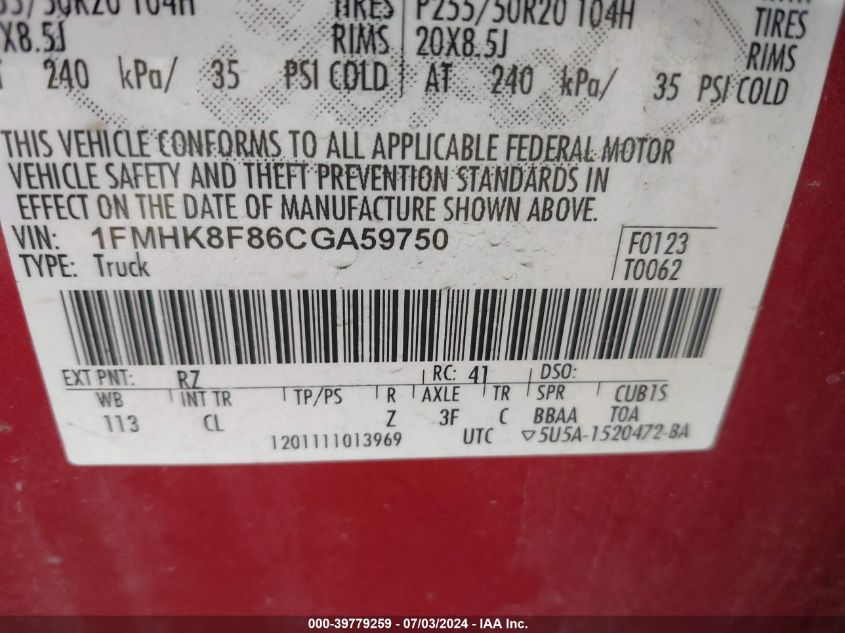 50R20 104H TIRES P255/50R20 104H TIRES
X8.5J RIMS 20X8.5J RIMS
240 kPa/ 35 PSI COLD AT 240 kPa/ 35 PSI COLD
THIS VEHICLE CONFORMS TO ALL APPLICABLE FEDERAL MOTOR
VEHICLE SAFETY AND THEFT PREVENTION STANDARDS IN
EFFECT ON THE DATE OF MANUFACTURE SHOWN ABOVE.
VIN: 1FMHK8F86CGA59750 F0123
TYPE: Truck T0062
EXT PNT: RZ RC: 41 DSO:
WB INT TR TP/PS R AXLE TR SPR CUB1S
113 CL Z 3F C BBAA TOA
1201111013969 UTC ▽5U5A-1520472-BA
000-39779259 - 07/03/2024 - IAA Inc.